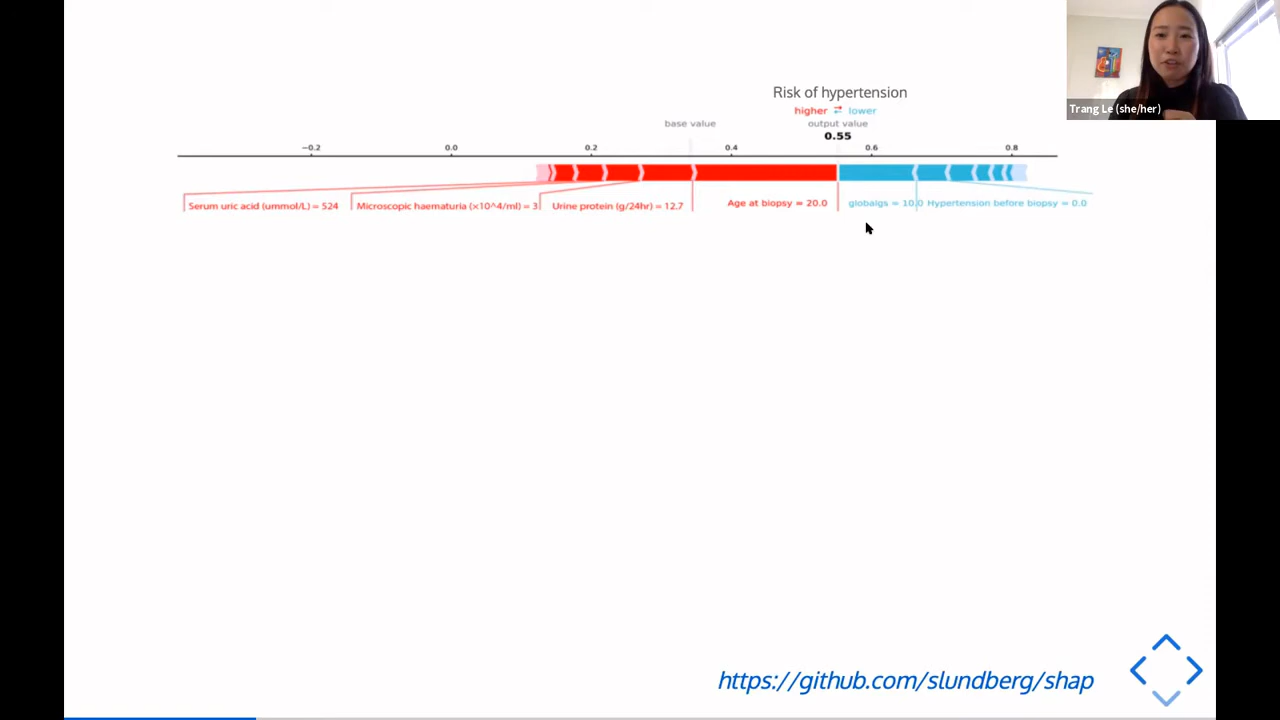 Risk of hypertension
higher ⇄ lower
base value output value
0.55
−0.2 0.0 0.2 0.4 0.6 0.8
Serum uric acid (ummol/L) = 524 Microscopic haematuria (×10^4/ml) = 3 Urine protein (g/24hr) = 12.7 Age at biopsy = 20.0 globalgs = 10.0 Hypertension before biopsy = 0.0
Trang Le (she/her)
https://github.com/slundberg/shap